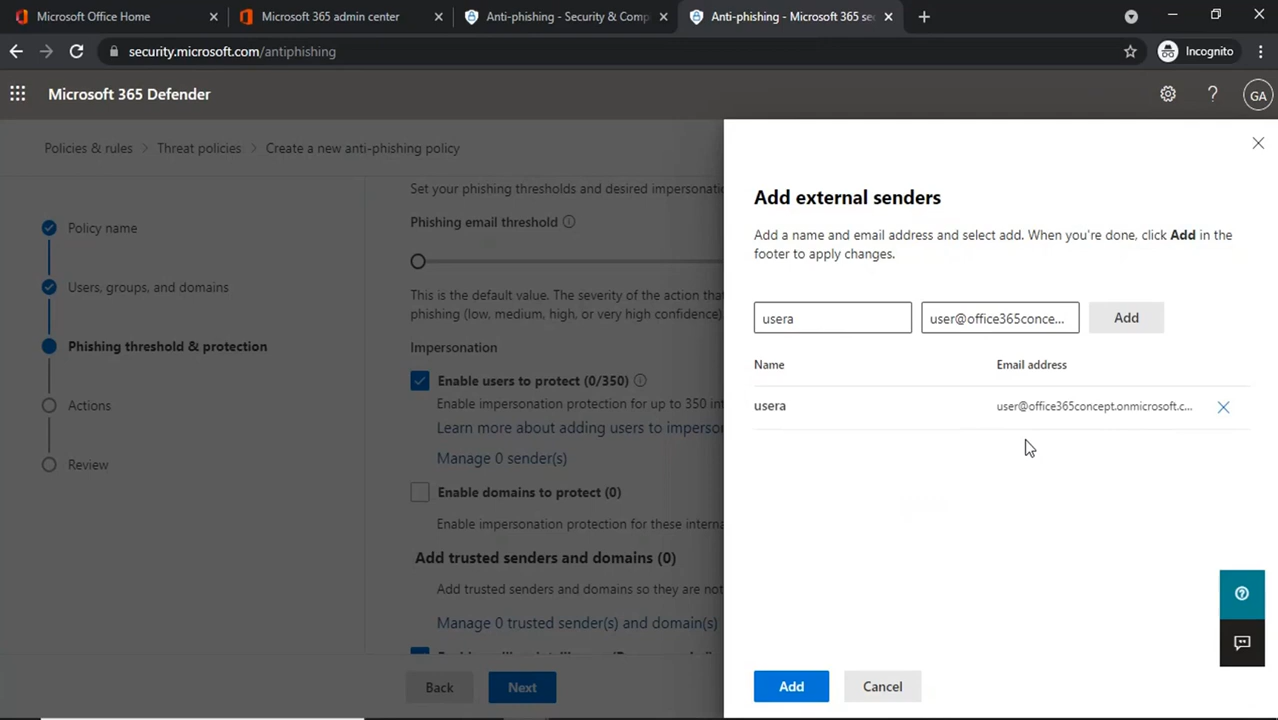 Microsoft Office Home
Microsoft 365 admin center
Anti-phishing - Security & Comp
Anti-phishing - Microsoft 365 sec
security.microsoft.com/antiphishing
Incognito
Microsoft 365 Defender
GA
Policies & rules
Threat policies
Create a new anti-phishing policy
Policy name
Users, groups, and domains
Phishing threshold & protection
Actions
Review
Set your phishing thresholds and desired impersona
Phishing email threshold
This is the default value. The severity of the action tha
phishing (low, medium, high, or very high confidence)
Impersonation
Enable users to protect (0/350)
Enable impersonation protection for up to 350 int
Learn more about adding users to imperso
Manage 0 sender(s)
Enable domains to protect (0)
Enable impersonation protection for these interna
Add trusted senders and domains (0)
Add trusted senders and domains so they are not
Manage 0 trusted sender(s) and domain(s)
Back
Next
Add external senders
Add a name and email address and select add. When you're done, click Add in the
footer to apply changes.
usera
user@office365conce...
Add
Name
Email address
usera
user@office365concept.onmicrosoft.c...
Add
Cancel